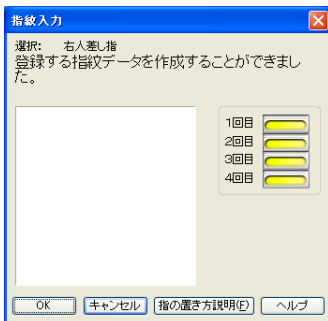 指紋入力
選択: 右人差し指
登録する指紋データを作成することができまし
た。
1回目
2回目
3回目
4回目
OK キャンセル 指の置き方説明(F) ヘルプ